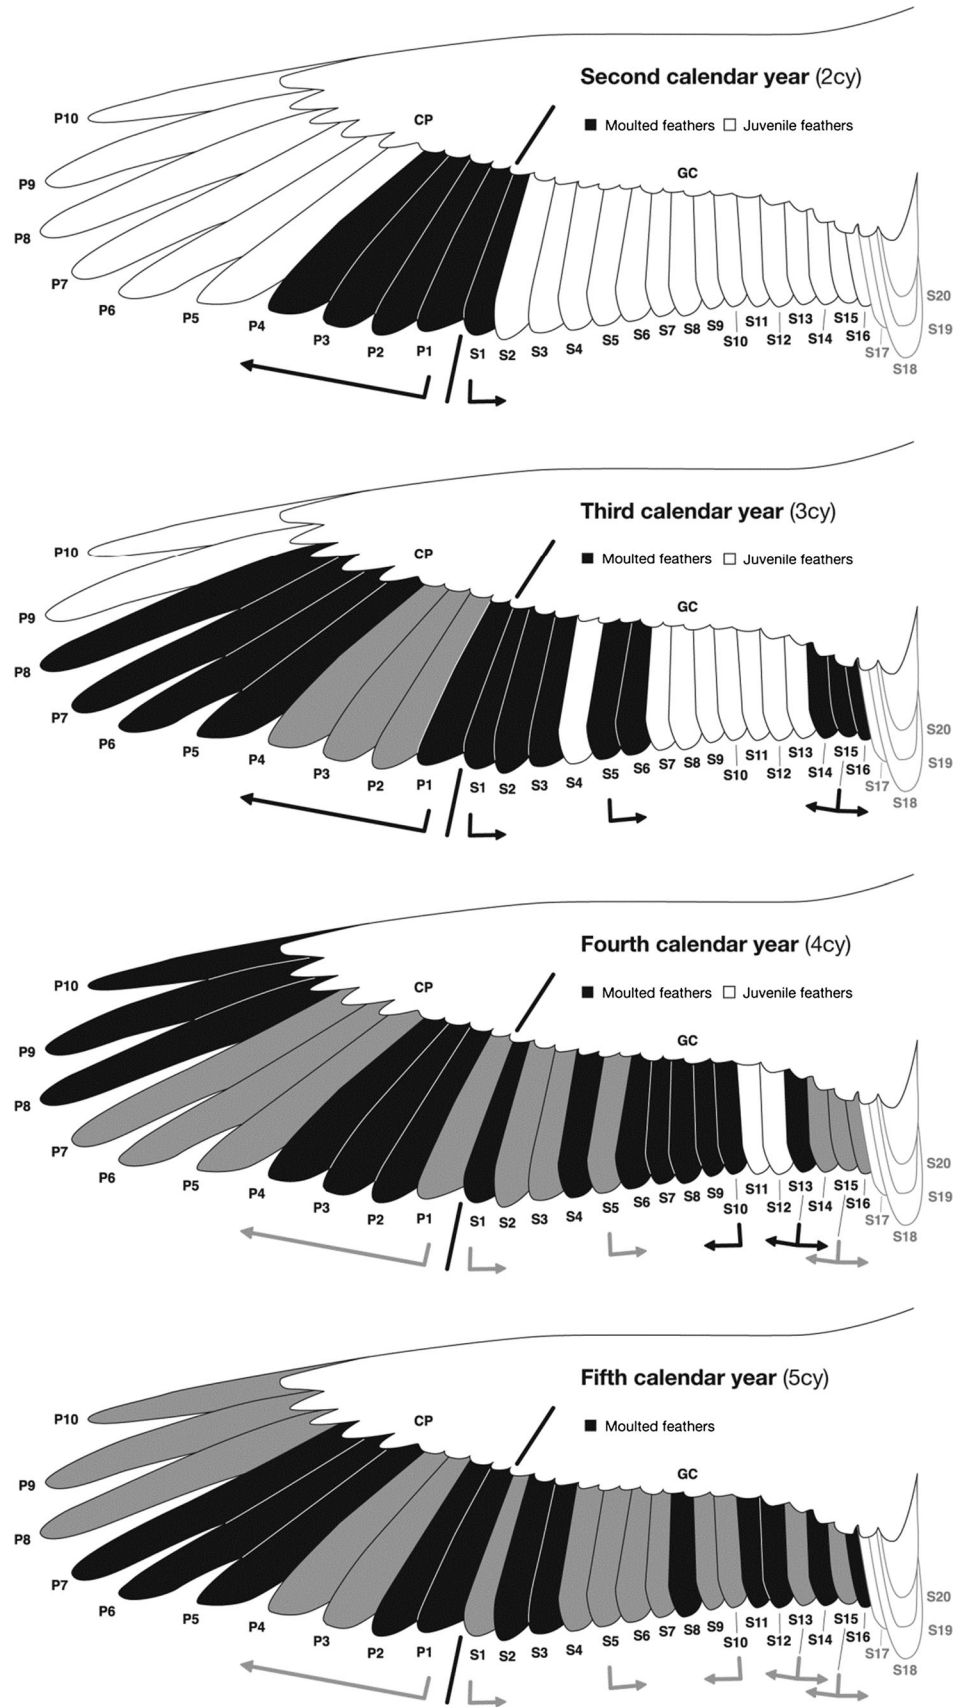 Second calendar year (2cy)
Moulted feathers Juvenile feathers
CP
GC
P10
P9
P8
P7
P6
P5
P4
P3
P2
P1
S1
S2
S3
S4
S5
S6
S7
S8
S9
S10
S11
S12
S13
S14
S15
S16
S17
S18
S19
S20
Third calendar year (3cy)
Moulted feathers Juvenile feathers
CP
GC
P10
P9
P8
P7
P6
P5
P4
P3
P2
P1
S1
S2
S3
S4
S5
S6
S7
S8
S9
S10
S11
S12
S13
S14
S15
S16
S17
S18
S19
S20
Fourth calendar year (4cy)
Moulted feathers Juvenile feathers
CP
GC
P10
P9
P8
P7
P6
P5
P4
P3
P2
P1
S1
S2
S3
S4
S5
S6
S7
S8
S9
S10
S11
S12
S13
S14
S15
S16
S17
S18
S19
S20
Fifth calendar year (5cy)
Moulted feathers
CP
GC
P10
P9
P8
P7
P6
P5
P4
P3
P2
P1
S1
S2
S3
S4
S5
S6
S7
S8
S9
S10
S11
S12
S13
S14
S15
S16
S17
S18
S19
S20